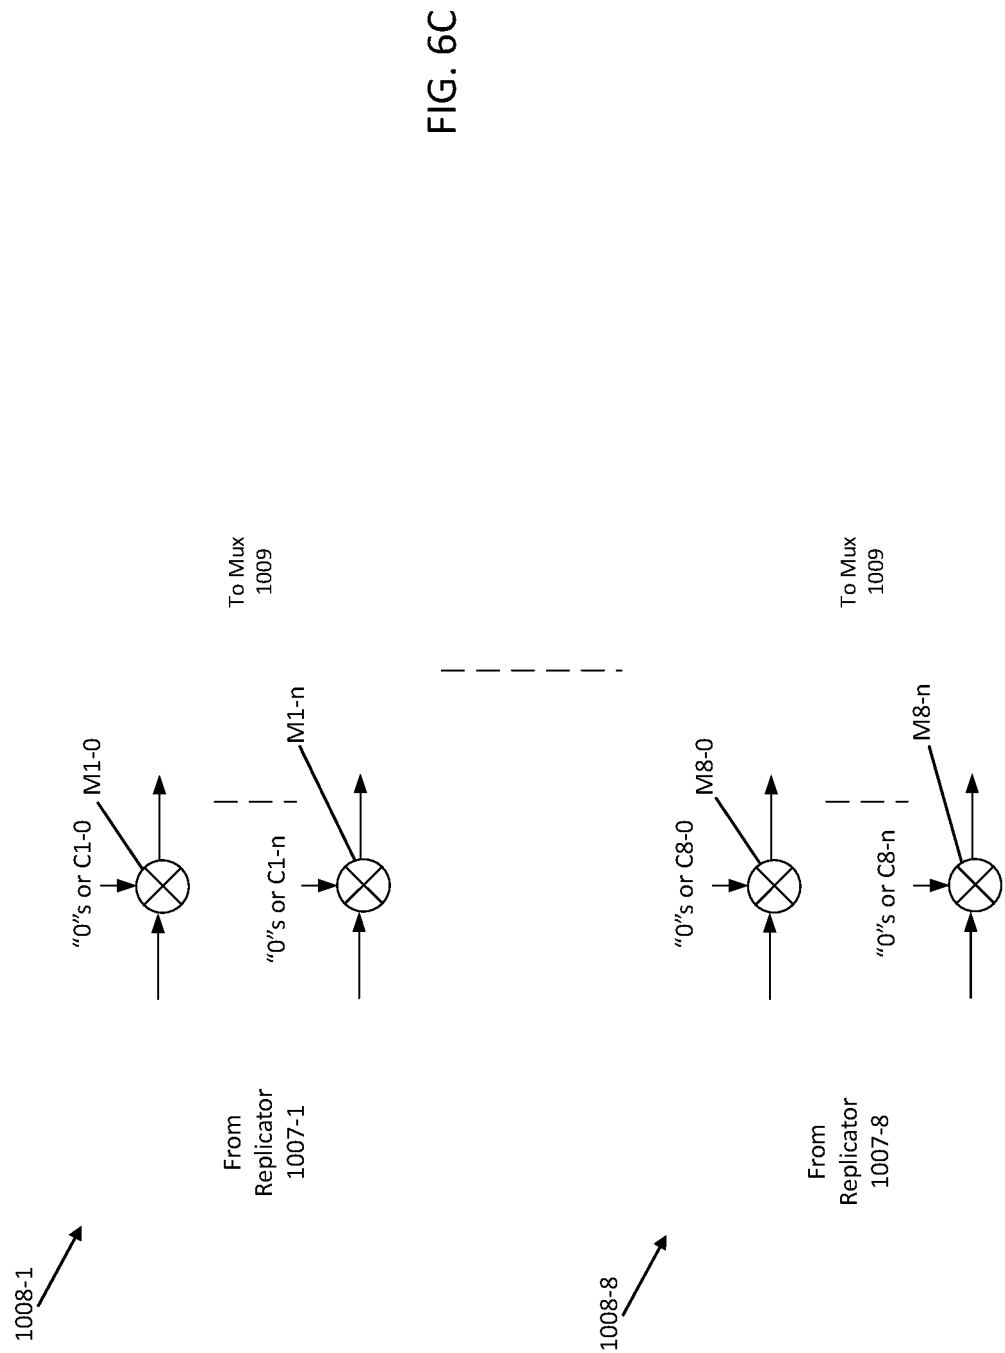 1008-1
From
Replicator
1007-1
"0"s or C1-0
M1-0
"0"s or C1-n
M1-n
To Mux
1009
1008-8
From
Replicator
1007-8
"0"s or C8-0
M8-0
"0"s or C8-n
M8-n
To Mux
1009
FIG. 6C